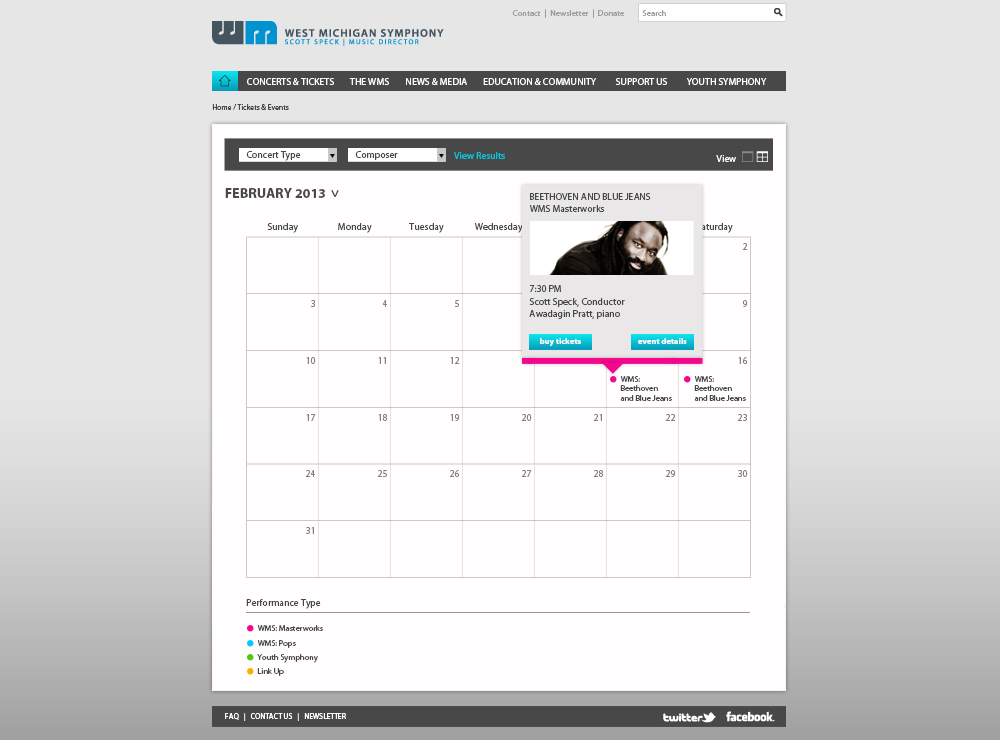 Contact | Newsletter | Donate
Search
wm
WEST MICHIGAN SYMPHONY
SCOTT SPECK | MUSIC DIRECTOR
CONCERTS & TICKETS THE WMS NEWS & MEDIA EDUCATION & COMMUNITY SUPPORT US YOUTH SYMPHONY
Home / Tickets & Events
Concert Type Composer View Results View
FEBRUARY 2013
BEETHOVEN AND BLUE JEANS
WMS Masterworks
7:30 PM
Scott Speck, Conductor
Awadagin Pratt, piano
buy tickets event details
Sunday Monday Tuesday Wednesday aturday
2
3 4 5 9
10 11 12 16
WMS:
Beethoven
and Blue Jeans
WMS:
Beethoven
and Blue Jeans
17 18 19 20 21 22 23
24 25 26 27 28 29 30
31
Performance Type
WMS: Masterworks
WMS: Pops
Youth Symphony
Link Up
FAQ | CONTACT US | NEWSLETTER
twitter facebook.